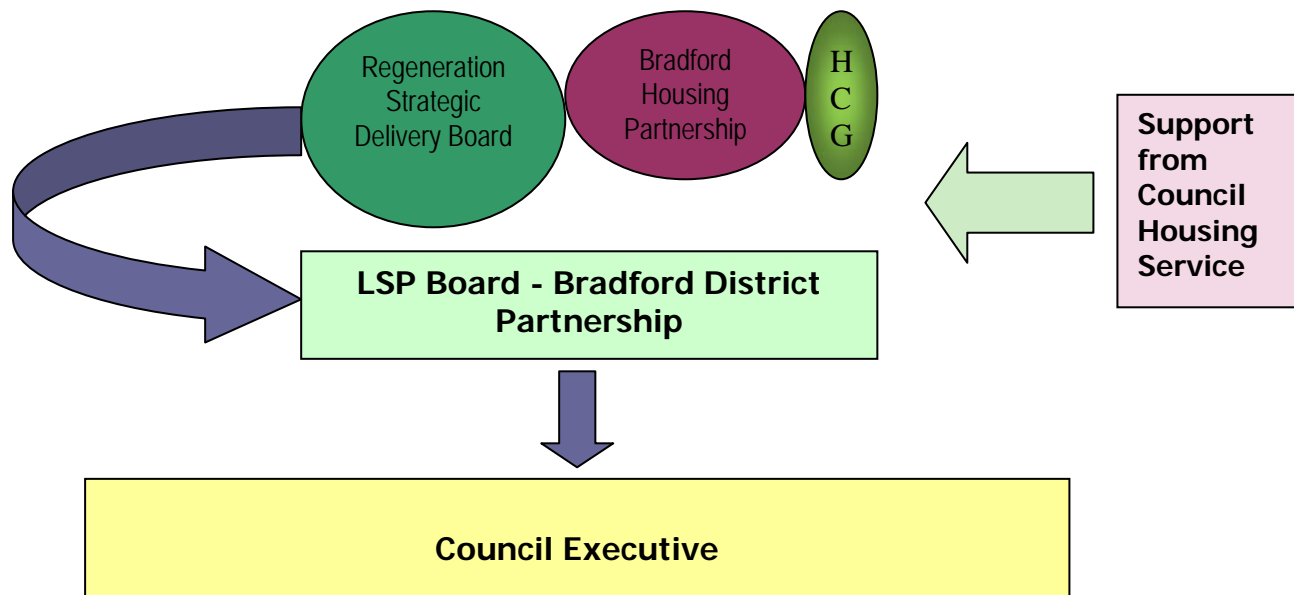 Regeneration
Strategic
Delivery Board
Bradford
Housing
Partnership
H
C
G
Support
from
Council
Housing
Service
LSP Board - Bradford District
Partnership
Council Executive